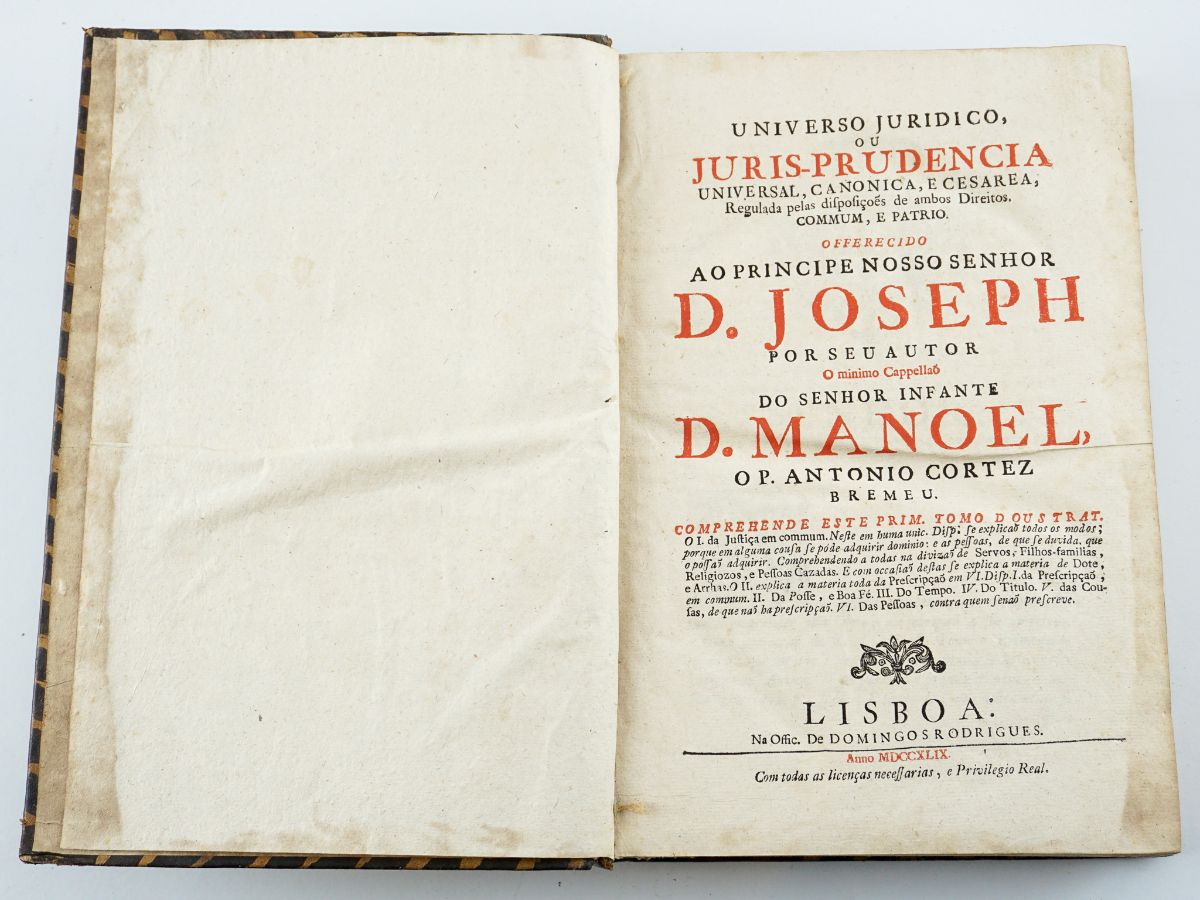 UNIVERSO JURIDICO,
OU
JURIS-PRUDENCIA
UNIVERSAL, CANONICA, E CESAREA,
Regulada pelas disposiçoẽs de ambos Direitos.
COMMUM, E PATRIO.
OFFERECIDO
AO PRINCIPE NOSSO SENHOR
D. JOSEPH
POR SEU AUTOR
O minimo Cappellaõ
DO SENHOR INFANTE
D. MANOEL,
O P. ANTONIO CORTEZ
BREMEU.
COMPREHENDE ESTE PRIM. TOMO DOUS TRAT.
O I. da Justiça em commum. Neste em huma unic. Disp: se explicaõ todos os modos;
porque em alguma cousa se póde adquirir dominio: e as pessoas, de que se duvida, que
o possaõ adquirir. Comprehendendo a todas na divizaõ de Servos, Filhos-familias,
Religiozos, e Pessoas Cazadas. E com occasiaõ destas se explica a materia de Dote,
e Arrhas. O II. explica a materia toda da Prescripçaõ em VI. Disp. I. da Prescripçaõ,
em commum. II. Da Posse, e Boa Fé. III. Do Tempo. IV. Do Titulo. V. das Cou-
sas, de que naõ ha prescripçaõ. VI. Das Pessoas, contra quem senaõ prescreve.
LISBOA:
Na Offic. De DOMINGOS RODRIGUES.
Anno MDCCXLIX.
Com todas as licenças necessarias, e Privilegio Real.